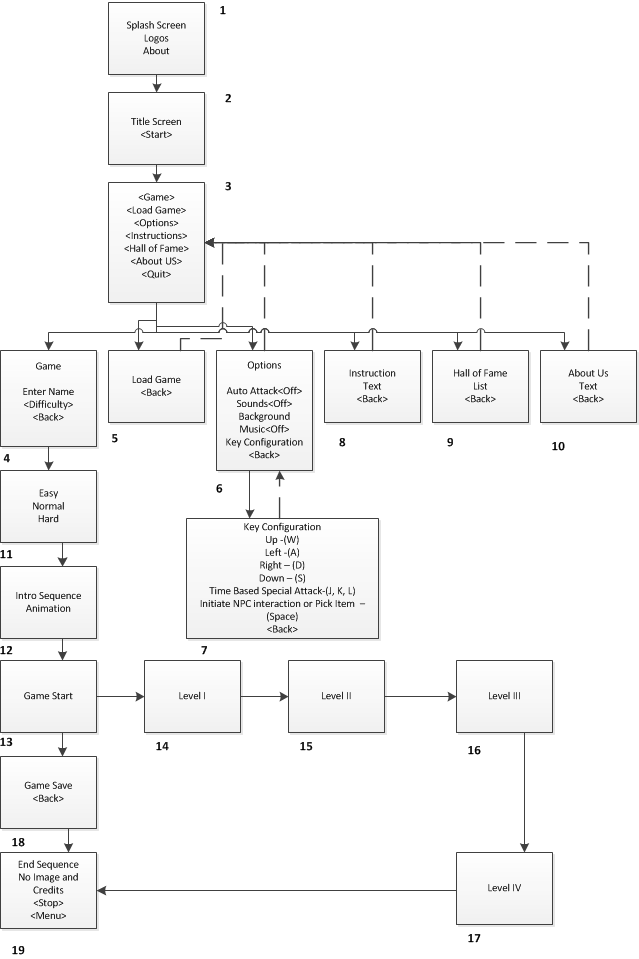 1
Splash Screen
Logos
About
2
Title Screen
<Start>
3
<Game>
<Load Game>
<Options>
<Instructions>
<Hall of Fame>
<About US>
<Quit>
Game
Enter Name
<Difficulty>
<Back>
4
Load Game
<Back>
5
Options
Auto Attack<Off>
Sounds<Off>
Background
Music<Off>
Key Configuration
<Back>
6
Instruction
Text
<Back>
8
Hall of Fame
List
<Back>
9
About Us
Text
<Back>
10
Key Configuration
Up -(W)
Left -(A)
Right – (D)
Down – (S)
Time Based Special Attack-(J, K, L)
Initiate NPC interaction or Pick Item –
(Space)
<Back>
7
Easy
Normal
Hard
11
Intro Sequence
Animation
12
Game Start
13
Level I
14
Level II
15
Level III
16
Game Save
<Back>
18
End Sequence
No Image and
Credits
<Stop>
<Menu>
19
Level IV
17